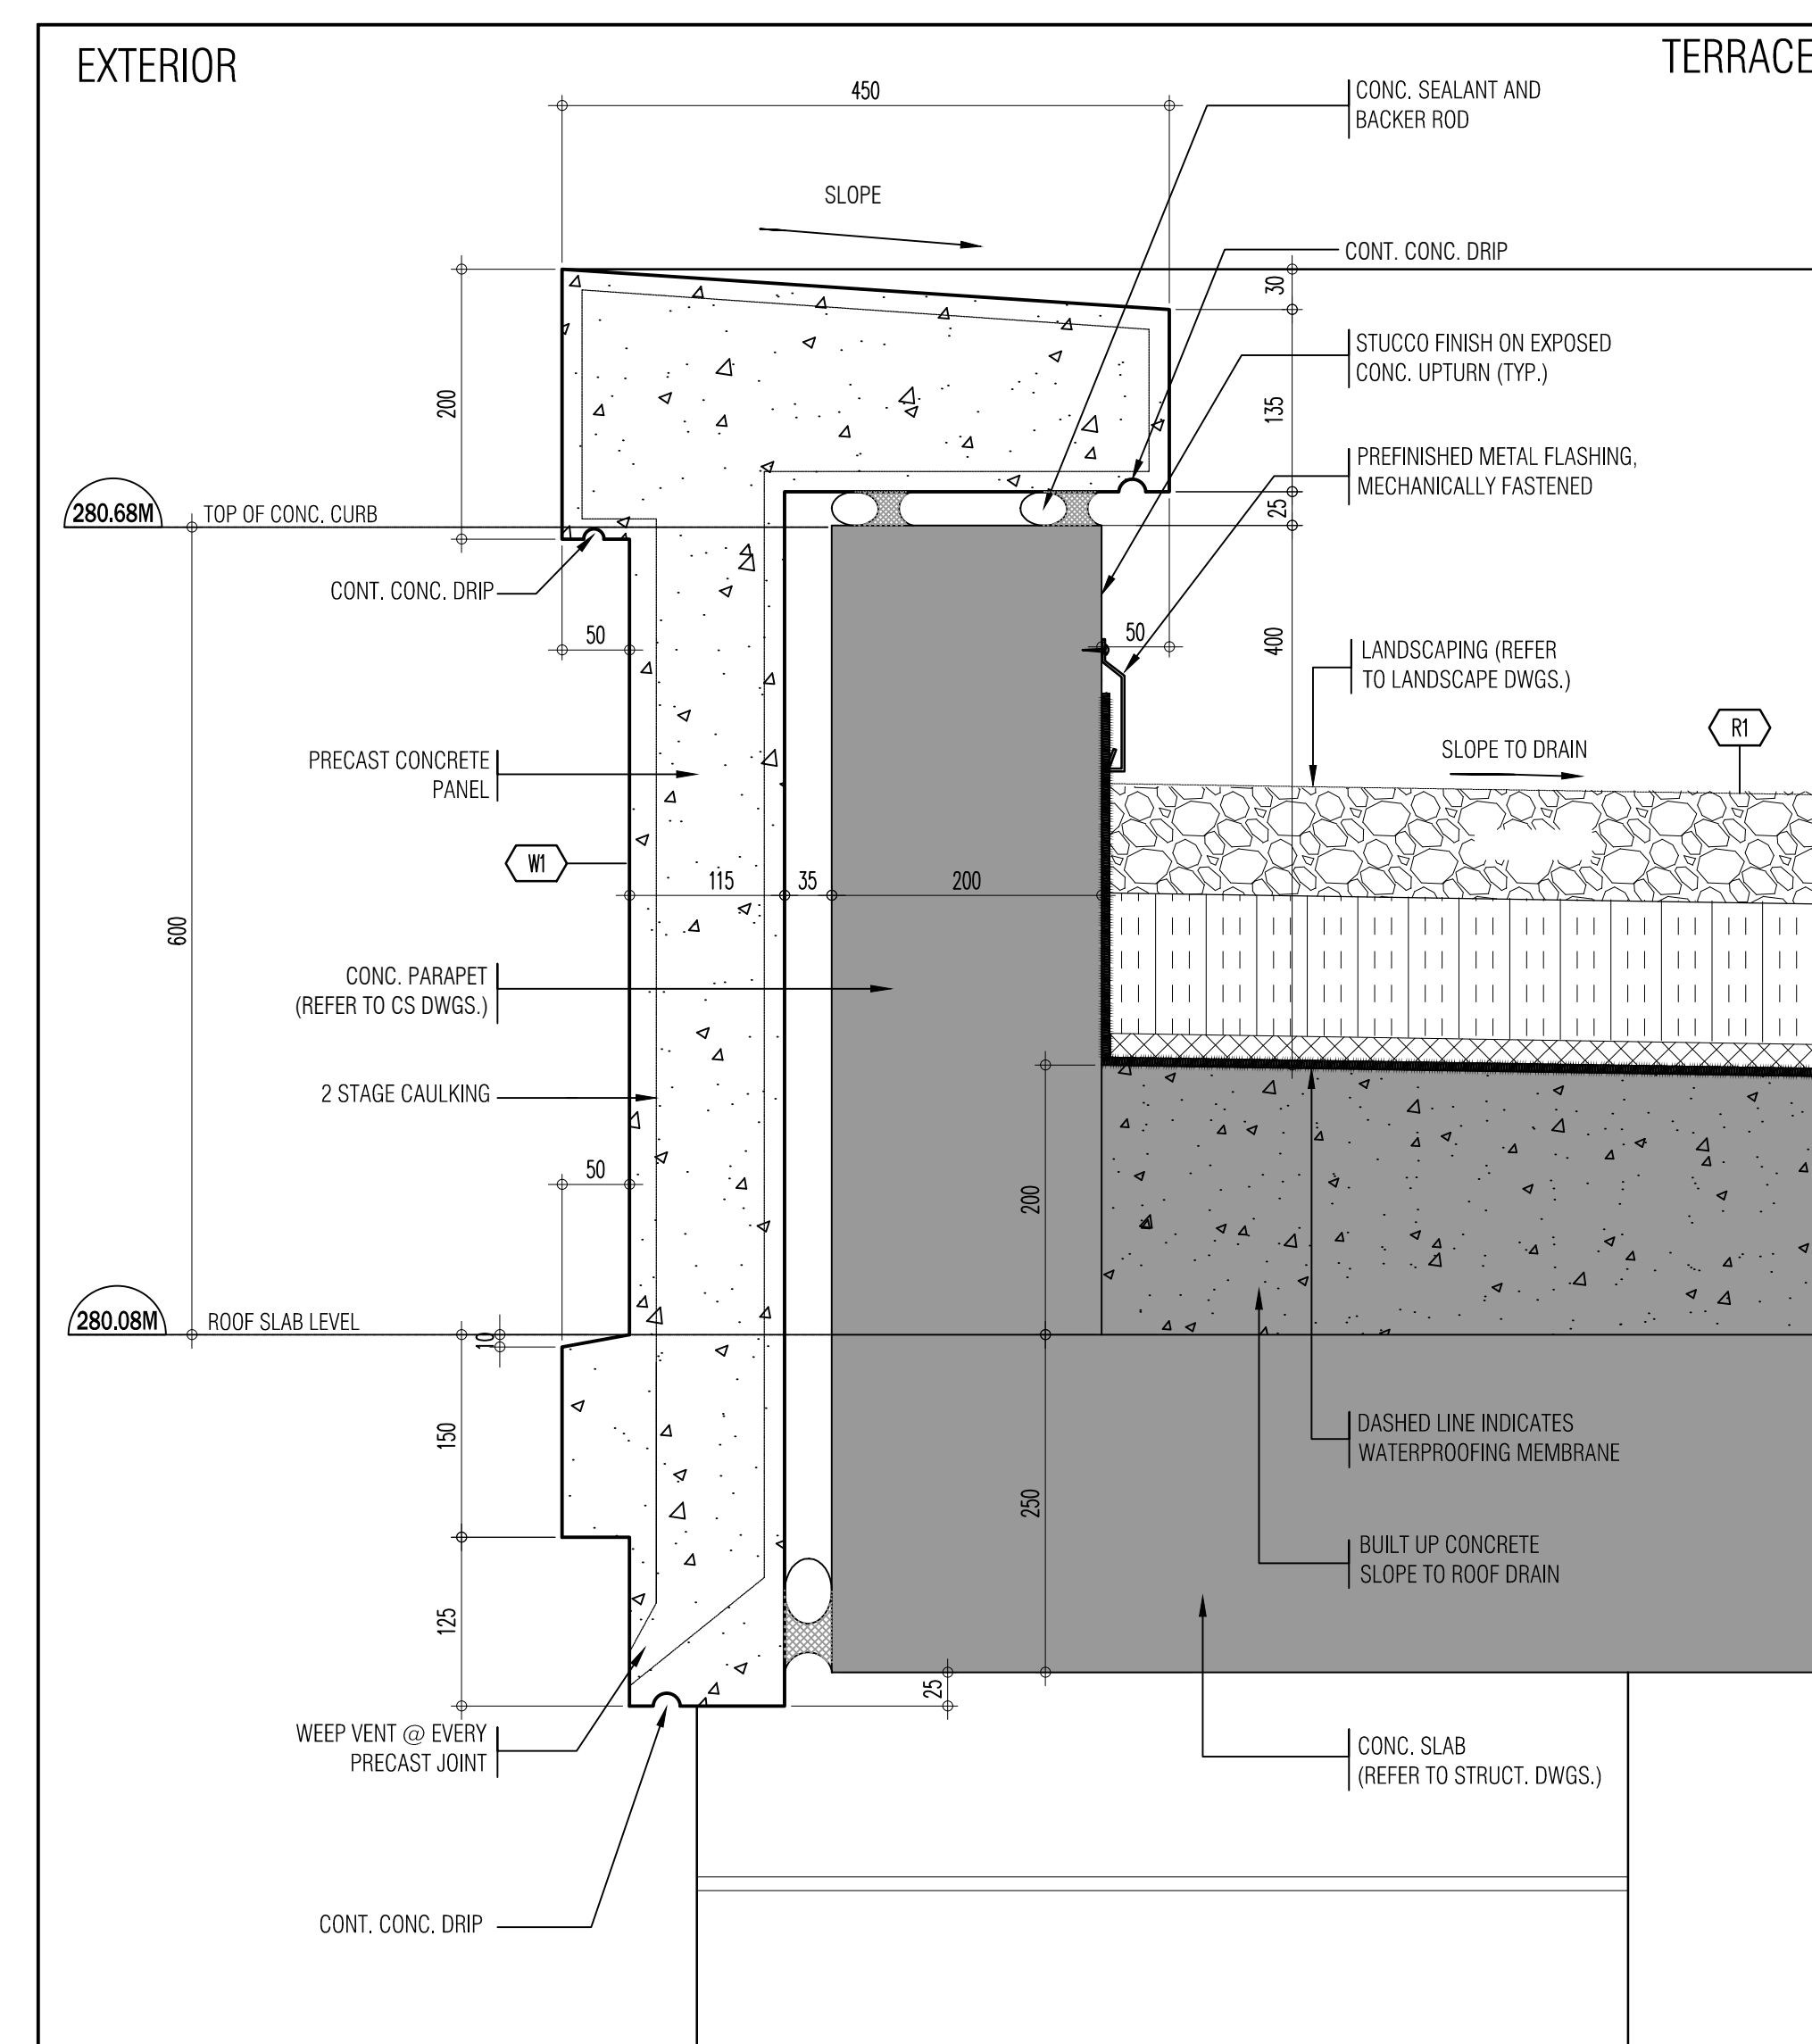 EXTERIOR
TERRACE
450
CONC. SEALANT AND
BACKER ROD
SLOPE
CONT. CONC. DRIP
30
STUCCO FINISH ON EXPOSED
CONC. UPTURN (TYP.)
200
135
PREFINISHED METAL FLASHING,
MECHANICALLY FASTENED
280.68M
TOP OF CONC. CURB
25
CONT. CONC. DRIP
50
50
400
LANDSCAPING (REFER
TO LANDSCAPE DWGS.)
R1
SLOPE TO DRAIN
PRECAST CONCRETE
PANEL
W1
115
35
200
600
CONC. PARAPET
(REFER TO CS DWGS.)
2 STAGE CAULKING
50
200
280.08M
ROOF SLAB LEVEL
10
150
DASHED LINE INDICATES
WATERPROOFING MEMBRANE
250
BUILT UP CONCRETE
SLOPE TO ROOF DRAIN
125
25
WEEP VENT @ EVERY
PRECAST JOINT
CONC. SLAB
(REFER TO STRUCT. DWGS.)
CONT. CONC. DRIP